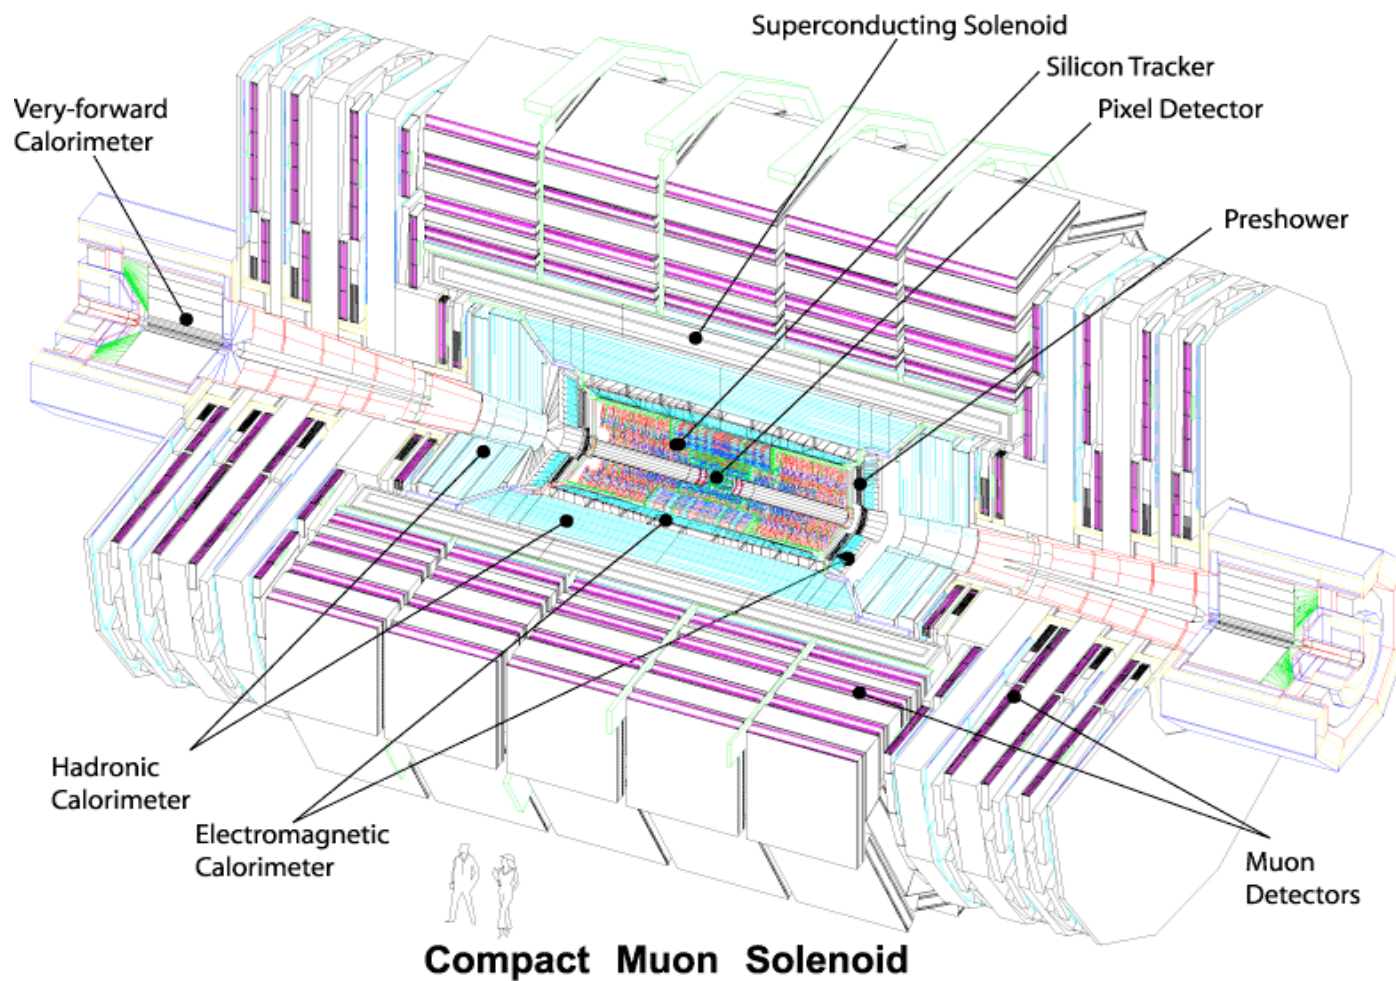 Superconducting Solenoid
Silicon Tracker
Pixel Detector
Very-forward
Calorimeter
Preshower
Hadronic
Calorimeter
Electromagnetic
Calorimeter
Muon
Detectors
Compact Muon Solenoid